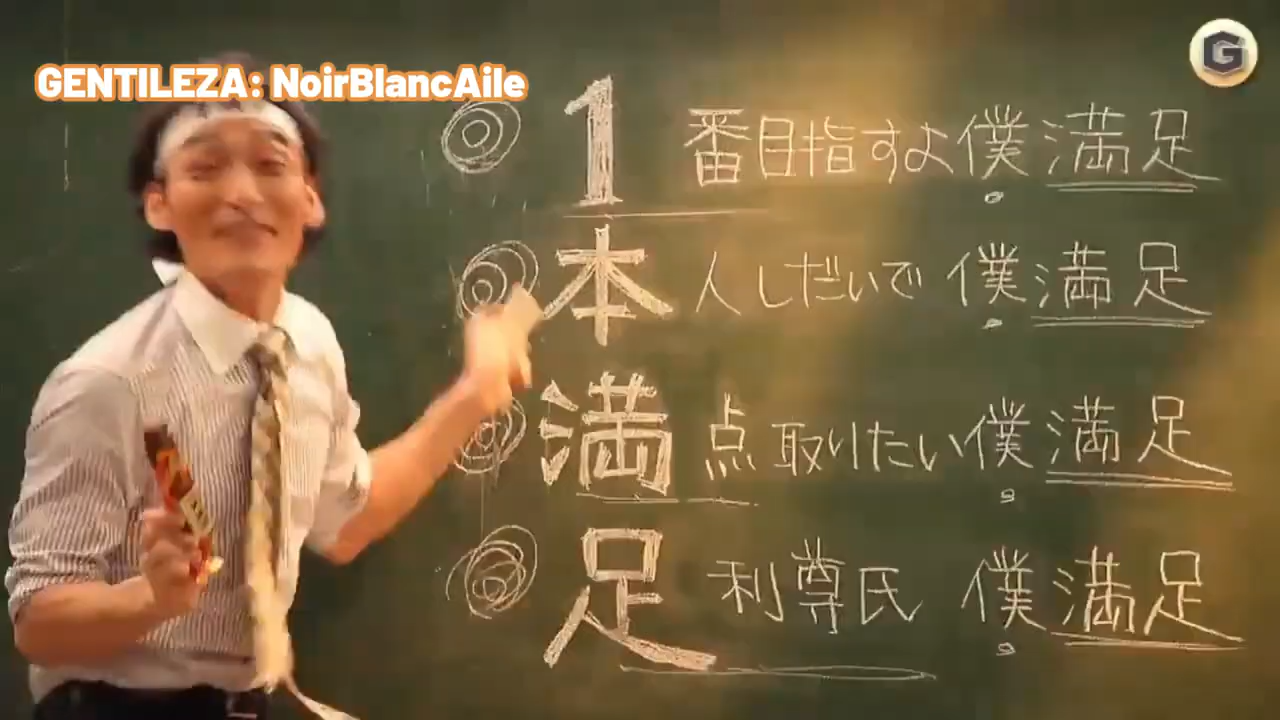 GENTILEZA: NoirBlancAile
G
1番目指すよ僕満足
本人しだいで僕満足
満点取りたい僕満足
足利尊氏 僕満足